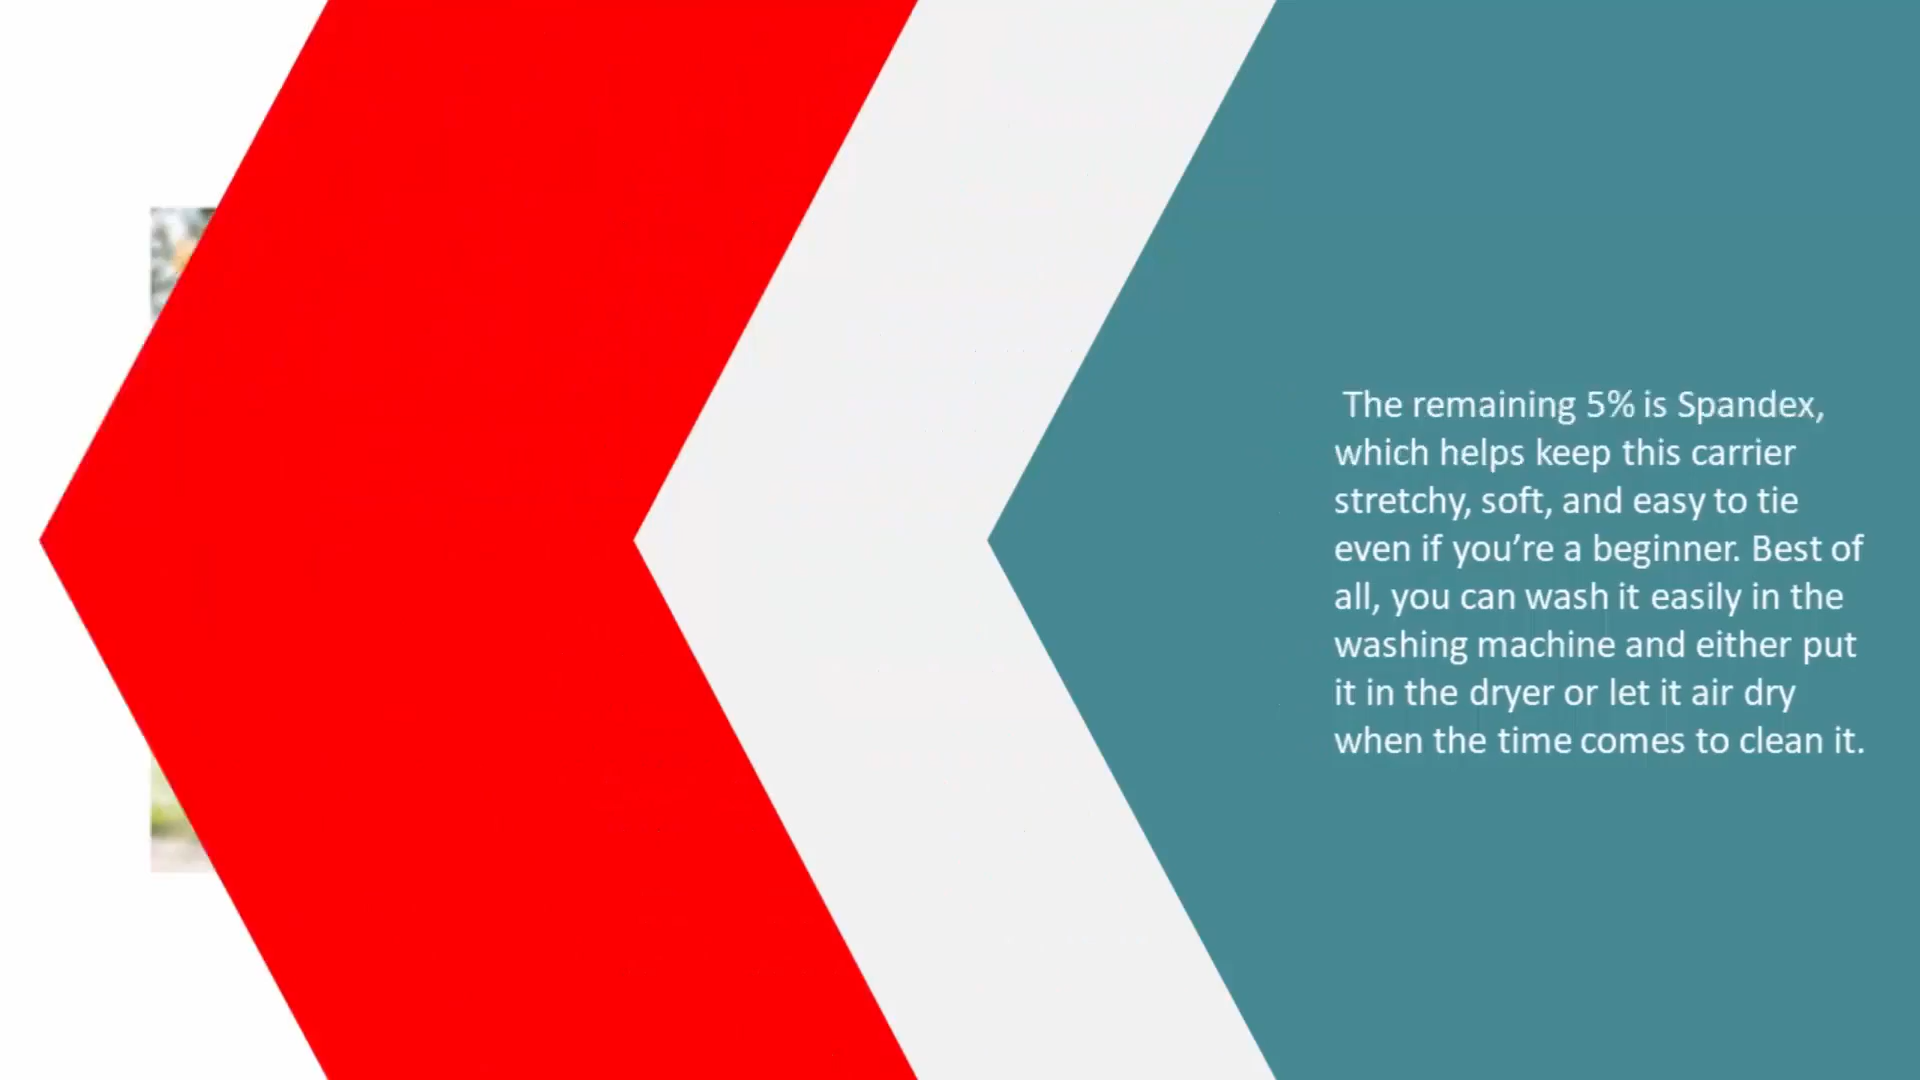 The remaining 5% is Spandex,
which helps keep this carrier
stretchy, soft, and easy to tie
even if you’re a beginner. Best of
all, you can wash it easily in the
washing machine and either put
it in the dryer or let it air dry
when the time comes to clean it.